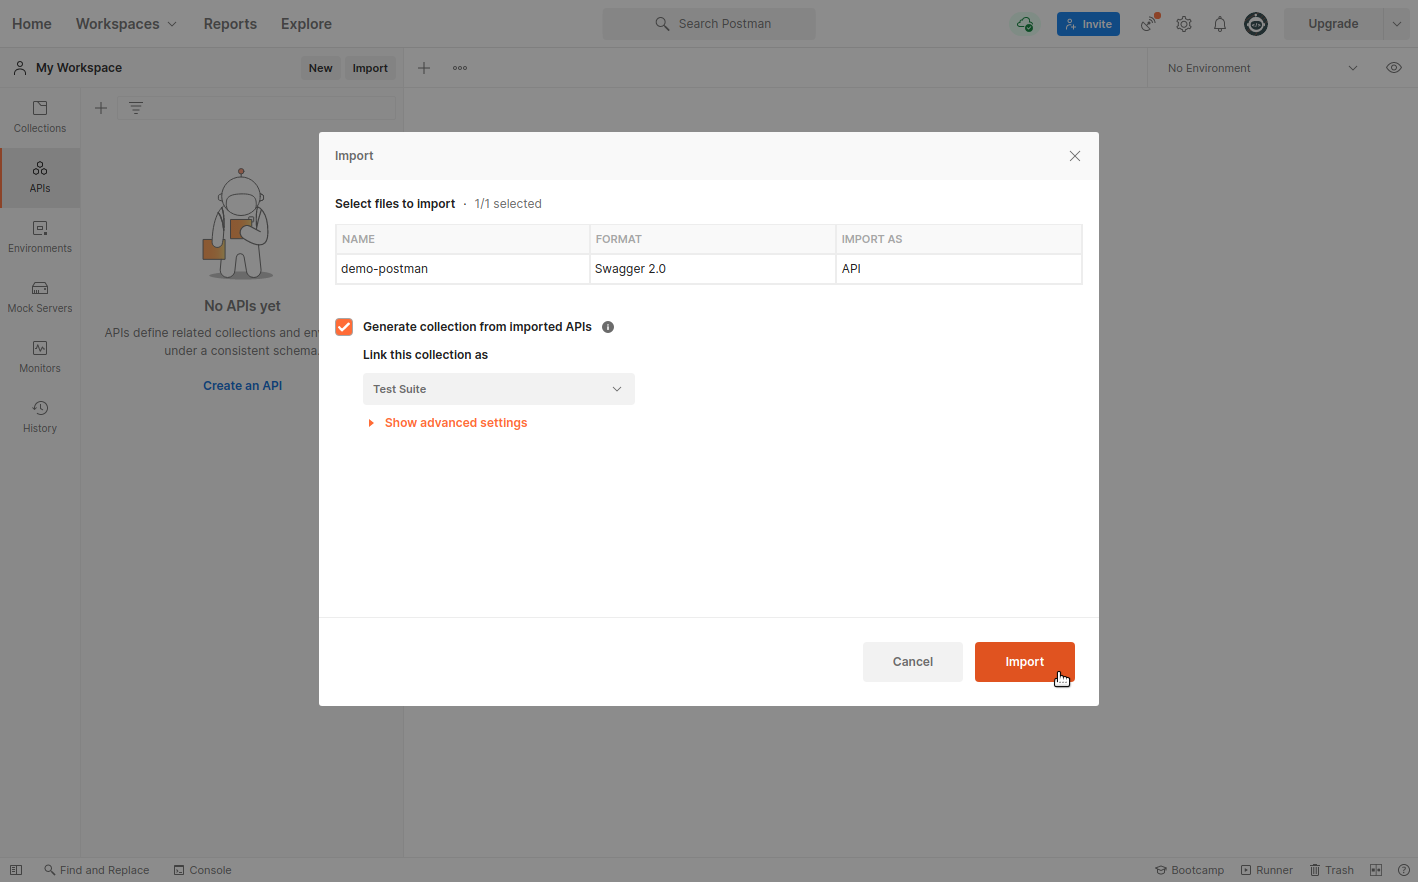 Home Workspaces Reports Explore Search Postman Invite Upgrade
My Workspace New Import No Environment
Collections
APIs
Environments
Mock Servers
Monitors
History
No APIs yet
APIs define related collections and en
under a consistent schema.
Create an API
Import
Select files to import · 1/1 selected
NAME FORMAT IMPORT AS
demo-postman Swagger 2.0 API
Generate collection from imported APIs
Link this collection as
Test Suite
Show advanced settings
Cancel Import
Find and Replace Console Bootcamp Runner Trash